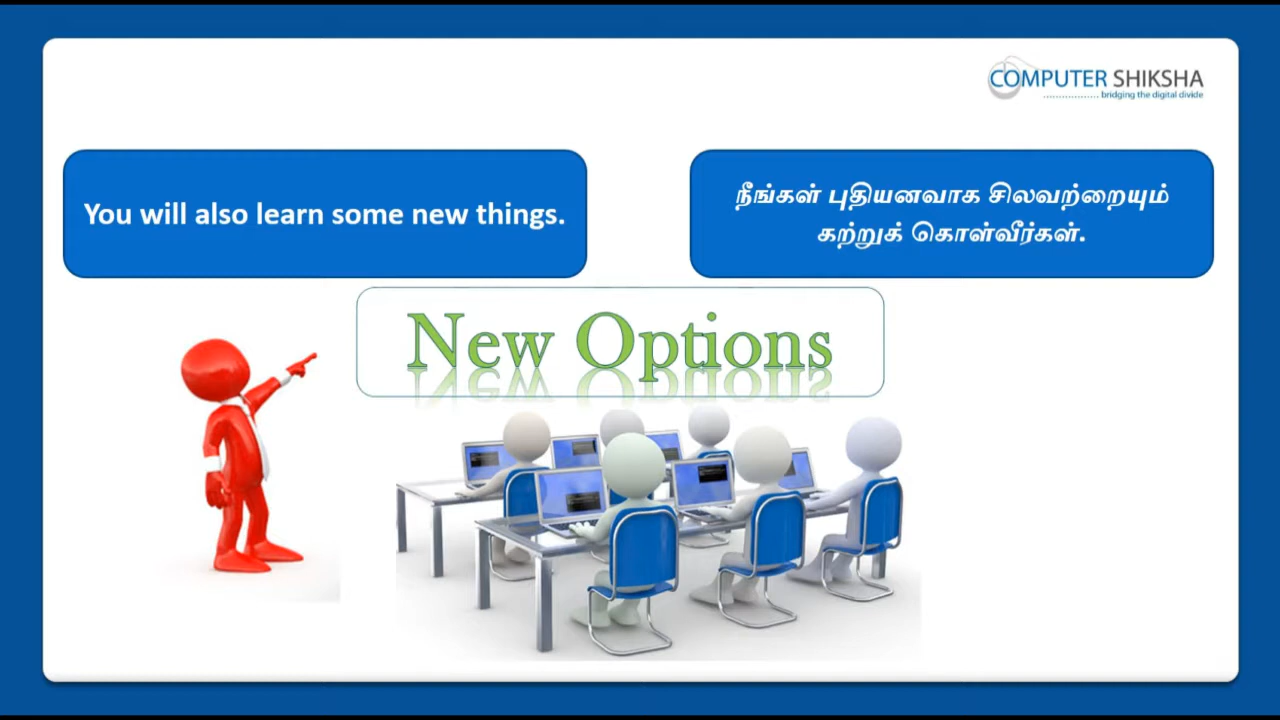 COMPUTER SHIKSHA
bridging the digital divide
You will also learn some new things.
நீங்கள் புதியனவாக சிலவற்றையும்
கற்றுக் கொள்வீர்கள்.
New Options